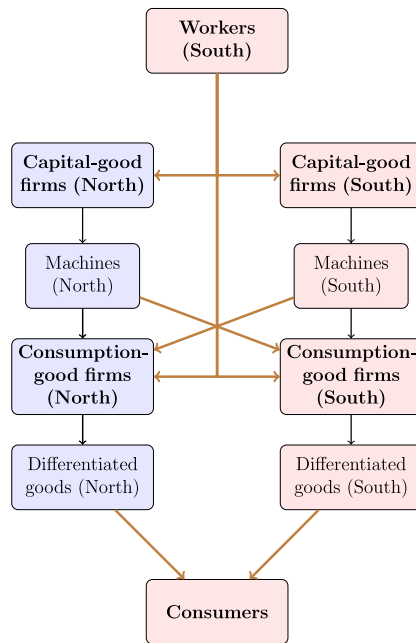 Workers
(South)
Capital-good
firms (North)
Capital-good
firms (South)
Machines
(North)
Machines
(South)
Consumption-
good firms
(North)
Consumption-
good firms
(South)
Differentiated
goods (North)
Differentiated
goods (South)
Consumers